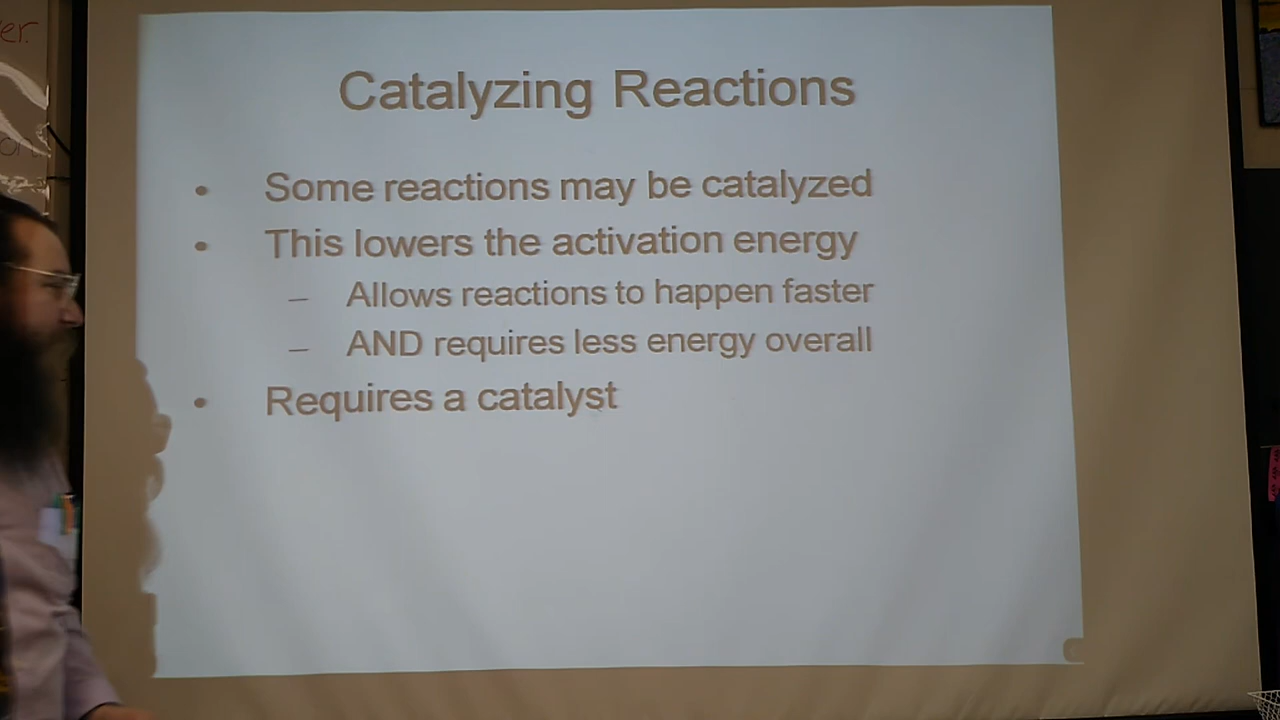 er.
Catalyzing Reactions
• Some reactions may be catalyzed
• This lowers the activation energy
– Allows reactions to happen faster
– AND requires less energy overall
• Requires a catalyst